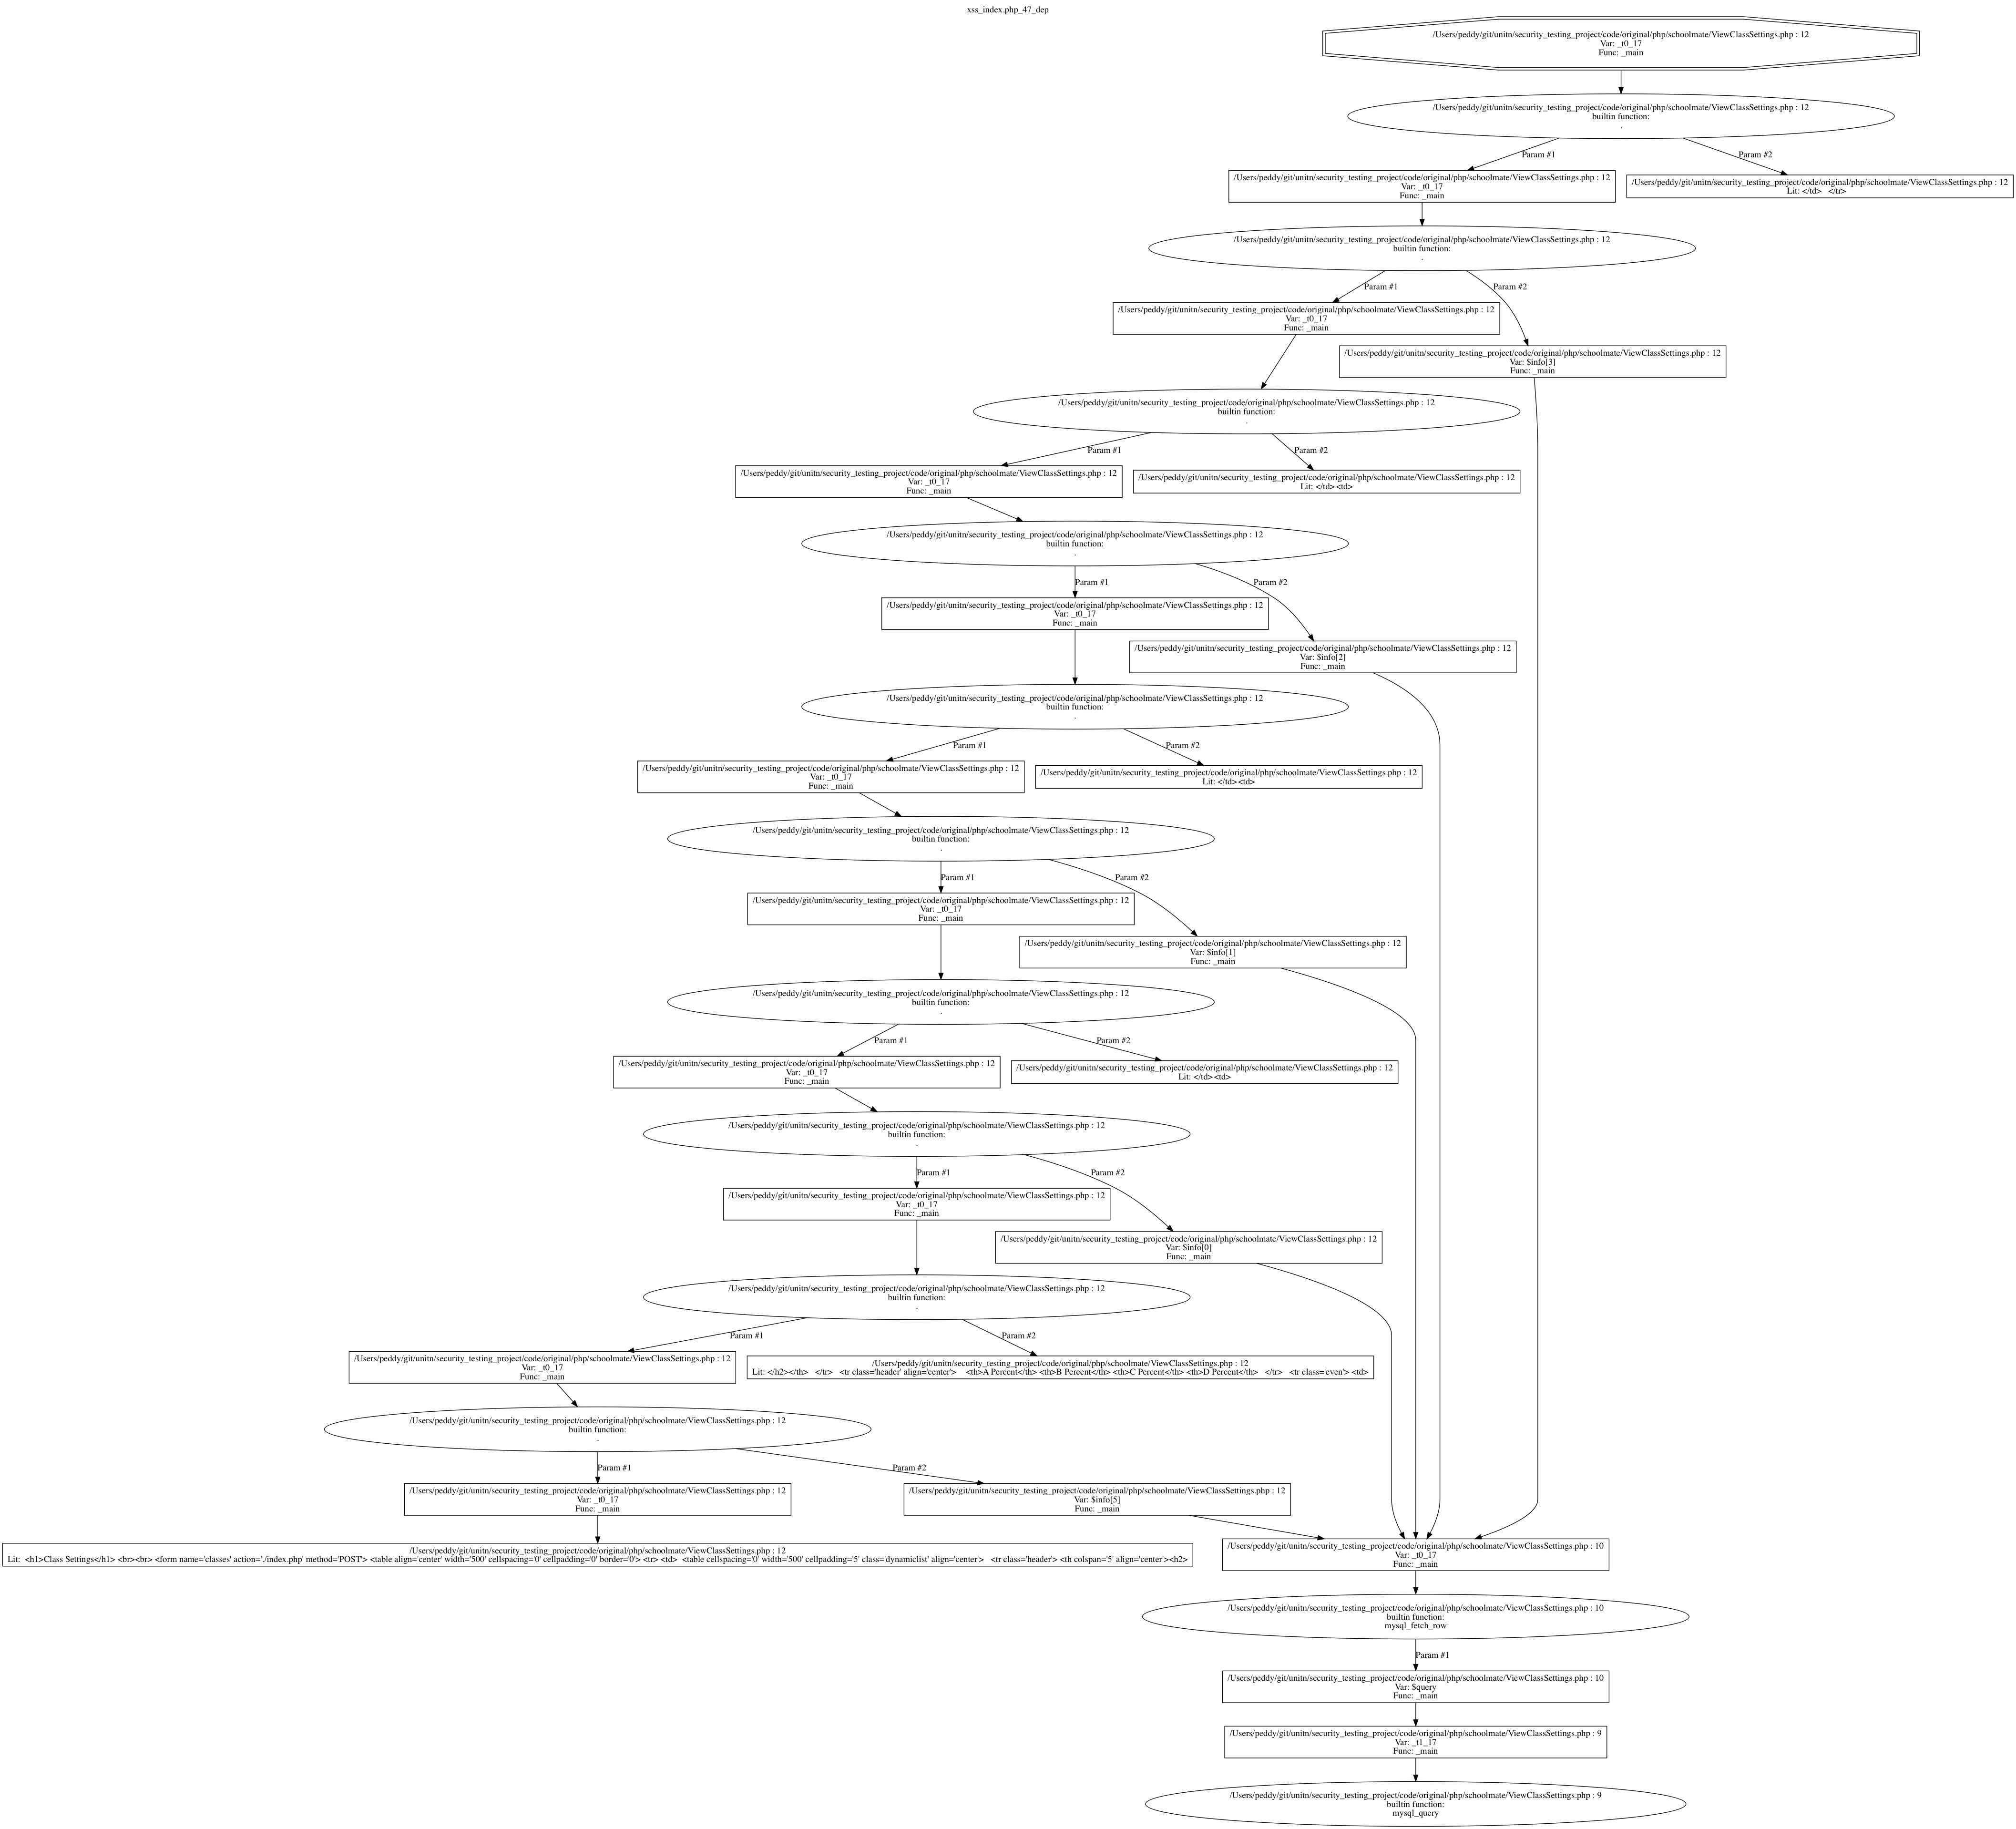 xss_index.php_47_dep
/Users/peddy/git/unitn/security_testing_project/code/original/php/schoolmate/ViewClassSettings.php : 12
Var: _t0_17
Func: _main
/Users/peddy/git/unitn/security_testing_project/code/original/php/schoolmate/ViewClassSettings.php : 12
builtin function:
.
Param #1
Param #2
/Users/peddy/git/unitn/security_testing_project/code/original/php/schoolmate/ViewClassSettings.php : 12
Var: _t0_17
Func: _main
/Users/peddy/git/unitn/security_testing_project/code/original/php/schoolmate/ViewClassSettings.php : 12
Lit: </td>   </tr>
/Users/peddy/git/unitn/security_testing_project/code/original/php/schoolmate/ViewClassSettings.php : 12
builtin function:
.
Param #1
Param #2
/Users/peddy/git/unitn/security_testing_project/code/original/php/schoolmate/ViewClassSettings.php : 12
Var: _t0_17
Func: _main
/Users/peddy/git/unitn/security_testing_project/code/original/php/schoolmate/ViewClassSettings.php : 12
Var: $info[3]
Func: _main
/Users/peddy/git/unitn/security_testing_project/code/original/php/schoolmate/ViewClassSettings.php : 12
builtin function:
.
Param #1
Param #2
/Users/peddy/git/unitn/security_testing_project/code/original/php/schoolmate/ViewClassSettings.php : 12
Var: _t0_17
Func: _main
/Users/peddy/git/unitn/security_testing_project/code/original/php/schoolmate/ViewClassSettings.php : 12
Lit: </td> <td>
/Users/peddy/git/unitn/security_testing_project/code/original/php/schoolmate/ViewClassSettings.php : 12
builtin function:
.
Param #1
Param #2
/Users/peddy/git/unitn/security_testing_project/code/original/php/schoolmate/ViewClassSettings.php : 12
Var: _t0_17
Func: _main
/Users/peddy/git/unitn/security_testing_project/code/original/php/schoolmate/ViewClassSettings.php : 12
Var: $info[2]
Func: _main
/Users/peddy/git/unitn/security_testing_project/code/original/php/schoolmate/ViewClassSettings.php : 12
builtin function:
.
Param #1
Param #2
/Users/peddy/git/unitn/security_testing_project/code/original/php/schoolmate/ViewClassSettings.php : 12
Var: _t0_17
Func: _main
/Users/peddy/git/unitn/security_testing_project/code/original/php/schoolmate/ViewClassSettings.php : 12
Lit: </td> <td>
/Users/peddy/git/unitn/security_testing_project/code/original/php/schoolmate/ViewClassSettings.php : 12
builtin function:
.
Param #1
Param #2
/Users/peddy/git/unitn/security_testing_project/code/original/php/schoolmate/ViewClassSettings.php : 12
Var: _t0_17
Func: _main
/Users/peddy/git/unitn/security_testing_project/code/original/php/schoolmate/ViewClassSettings.php : 12
Var: $info[1]
Func: _main
/Users/peddy/git/unitn/security_testing_project/code/original/php/schoolmate/ViewClassSettings.php : 12
builtin function:
.
Param #1
Param #2
/Users/peddy/git/unitn/security_testing_project/code/original/php/schoolmate/ViewClassSettings.php : 12
Var: _t0_17
Func: _main
/Users/peddy/git/unitn/security_testing_project/code/original/php/schoolmate/ViewClassSettings.php : 12
Lit: </td> <td>
/Users/peddy/git/unitn/security_testing_project/code/original/php/schoolmate/ViewClassSettings.php : 12
builtin function:
.
Param #1
Param #2
/Users/peddy/git/unitn/security_testing_project/code/original/php/schoolmate/ViewClassSettings.php : 12
Var: _t0_17
Func: _main
/Users/peddy/git/unitn/security_testing_project/code/original/php/schoolmate/ViewClassSettings.php : 12
Var: $info[0]
Func: _main
/Users/peddy/git/unitn/security_testing_project/code/original/php/schoolmate/ViewClassSettings.php : 12
builtin function:
.
Param #1
Param #2
/Users/peddy/git/unitn/security_testing_project/code/original/php/schoolmate/ViewClassSettings.php : 12
Var: _t0_17
Func: _main
/Users/peddy/git/unitn/security_testing_project/code/original/php/schoolmate/ViewClassSettings.php : 12
Lit: </h2></th>   </tr>   <tr class='header' align='center'>    <th>A Percent</th> <th>B Percent</th> <th>C Percent</th> <th>D Percent</th>   </tr>   <tr class='even'> <td>
/Users/peddy/git/unitn/security_testing_project/code/original/php/schoolmate/ViewClassSettings.php : 12
builtin function:
.
Param #1
Param #2
/Users/peddy/git/unitn/security_testing_project/code/original/php/schoolmate/ViewClassSettings.php : 12
Var: _t0_17
Func: _main
/Users/peddy/git/unitn/security_testing_project/code/original/php/schoolmate/ViewClassSettings.php : 12
Var: $info[5]
Func: _main
/Users/peddy/git/unitn/security_testing_project/code/original/php/schoolmate/ViewClassSettings.php : 12
Lit:  <h1>Class Settings</h1> <br><br> <form name='classes' action='./index.php' method='POST'> <table align='center' width='500' cellspacing='0' cellpadding='0' border='0'> <tr> <td>  <table cellspacing='0' width='500' cellpadding='5' class='dynamiclist' align='center'>   <tr class='header'> <th colspan='5' align='center'><h2>
/Users/peddy/git/unitn/security_testing_project/code/original/php/schoolmate/ViewClassSettings.php : 10
Var: _t0_17
Func: _main
/Users/peddy/git/unitn/security_testing_project/code/original/php/schoolmate/ViewClassSettings.php : 10
builtin function:
mysql_fetch_row
Param #1
/Users/peddy/git/unitn/security_testing_project/code/original/php/schoolmate/ViewClassSettings.php : 10
Var: $query
Func: _main
/Users/peddy/git/unitn/security_testing_project/code/original/php/schoolmate/ViewClassSettings.php : 9
Var: _t1_17
Func: _main
/Users/peddy/git/unitn/security_testing_project/code/original/php/schoolmate/ViewClassSettings.php : 9
builtin function:
mysql_query